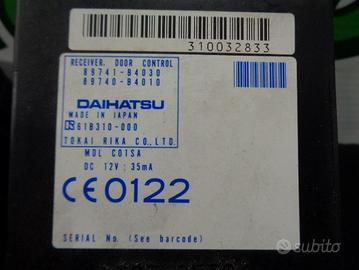 310032833
RECEIVER, DOOR CONTROL
89741-B4030
89740-B4010
DAIHATSU
MADE IN JAPAN
61B310-000
TOKAI RIKA CO.,LTD.
MDL C01SA
DC 12V : 35mA
CE0122
SERIAL No. (See barcode)
subito